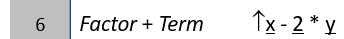 6 Factor + Term ↑x - 2 * y